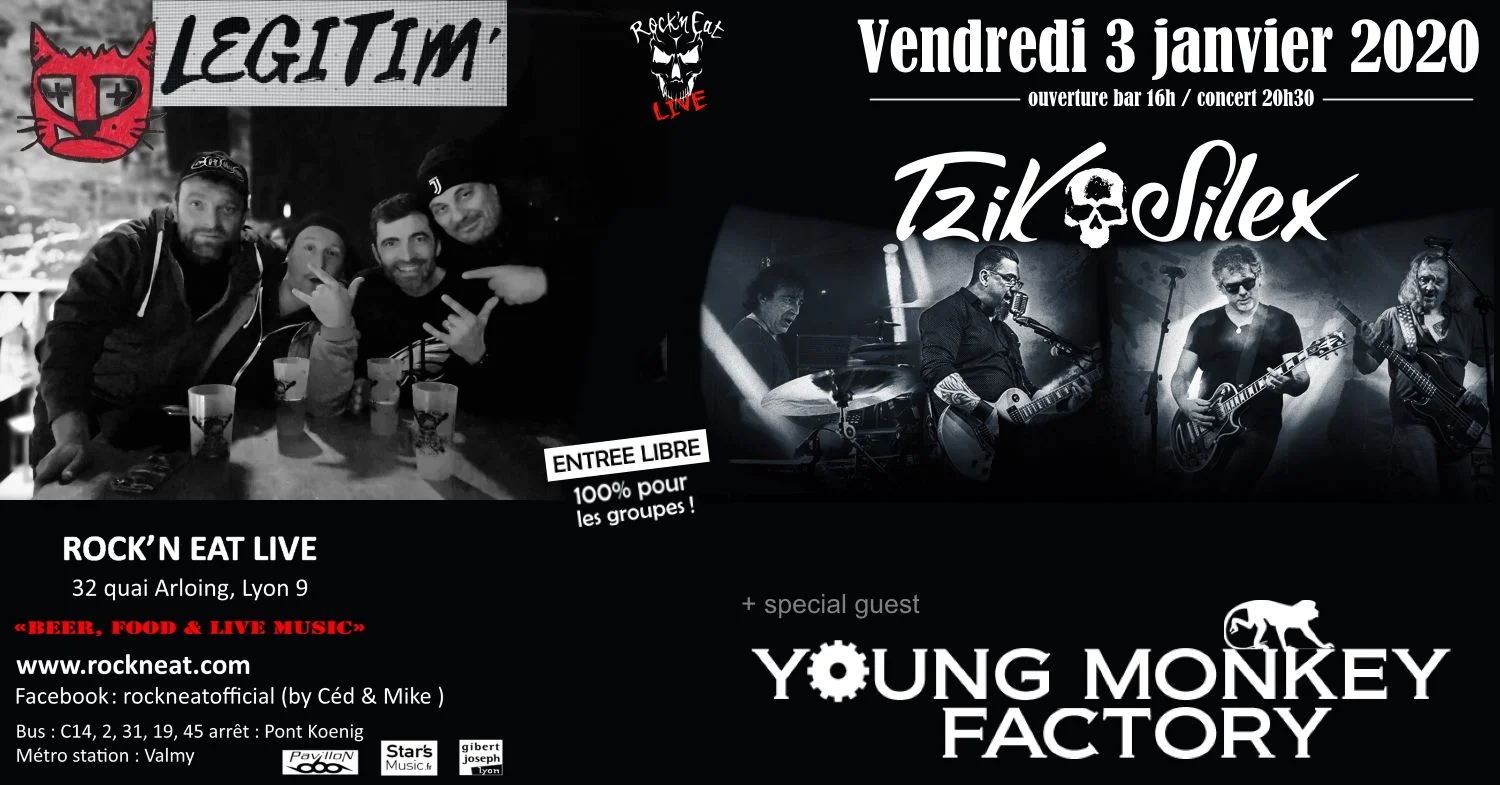 LEGITIM'
Rock'n Eat
LIVE
Vendredi 3 janvier 2020
ouverture bar 16h / concert 20h30
Tzik Silex
ENTREE LIBRE
100% pour
les groupes !
ROCK'N EAT LIVE
32 quai Arloing, Lyon 9
«BEER, FOOD & LIVE MUSIC»
www.rockneat.com
Facebook : rockneatofficial (by Céd & Mike )
Bus : C14, 2, 31, 19, 45 arrêt : Pont Koenig
Métro station : Valmy
PavilloN
Star's
Music.fr
gibert
joseph
lyon
+ special guest
YOUNG MONKEY
FACTORY